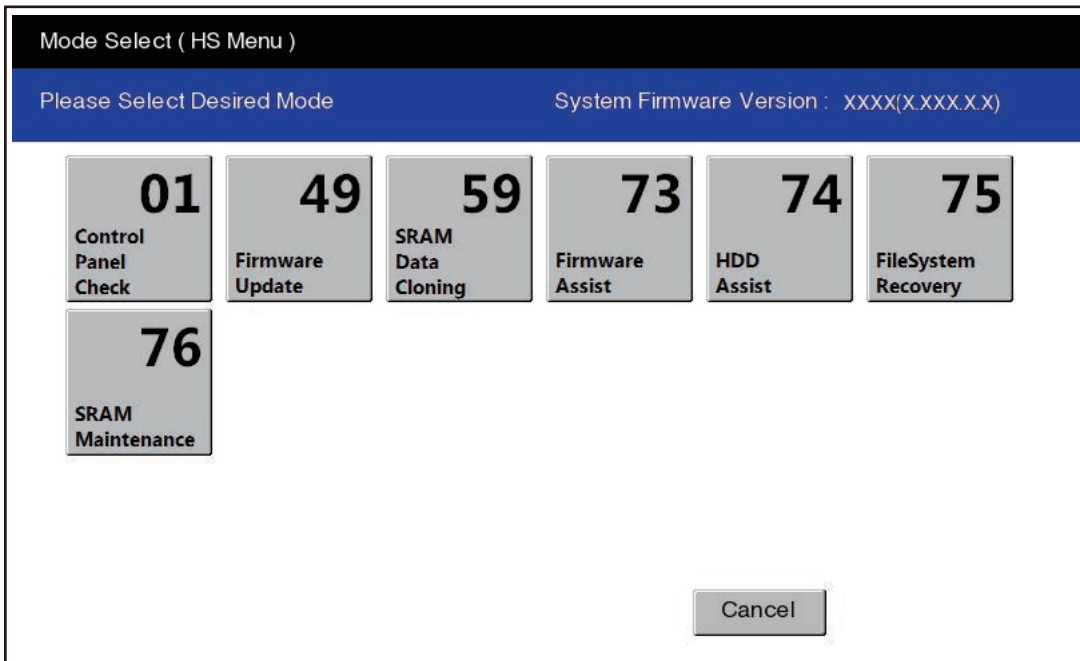 Mode Select ( HS Menu )
Please Select Desired Mode
System Firmware Version : XXXX(X.XXX.X.X)
01
Control
Panel
Check
49
Firmware
Update
59
SRAM
Data
Cloning
73
Firmware
Assist
74
HDD
Assist
75
FileSystem
Recovery
76
SRAM
Maintenance
Cancel